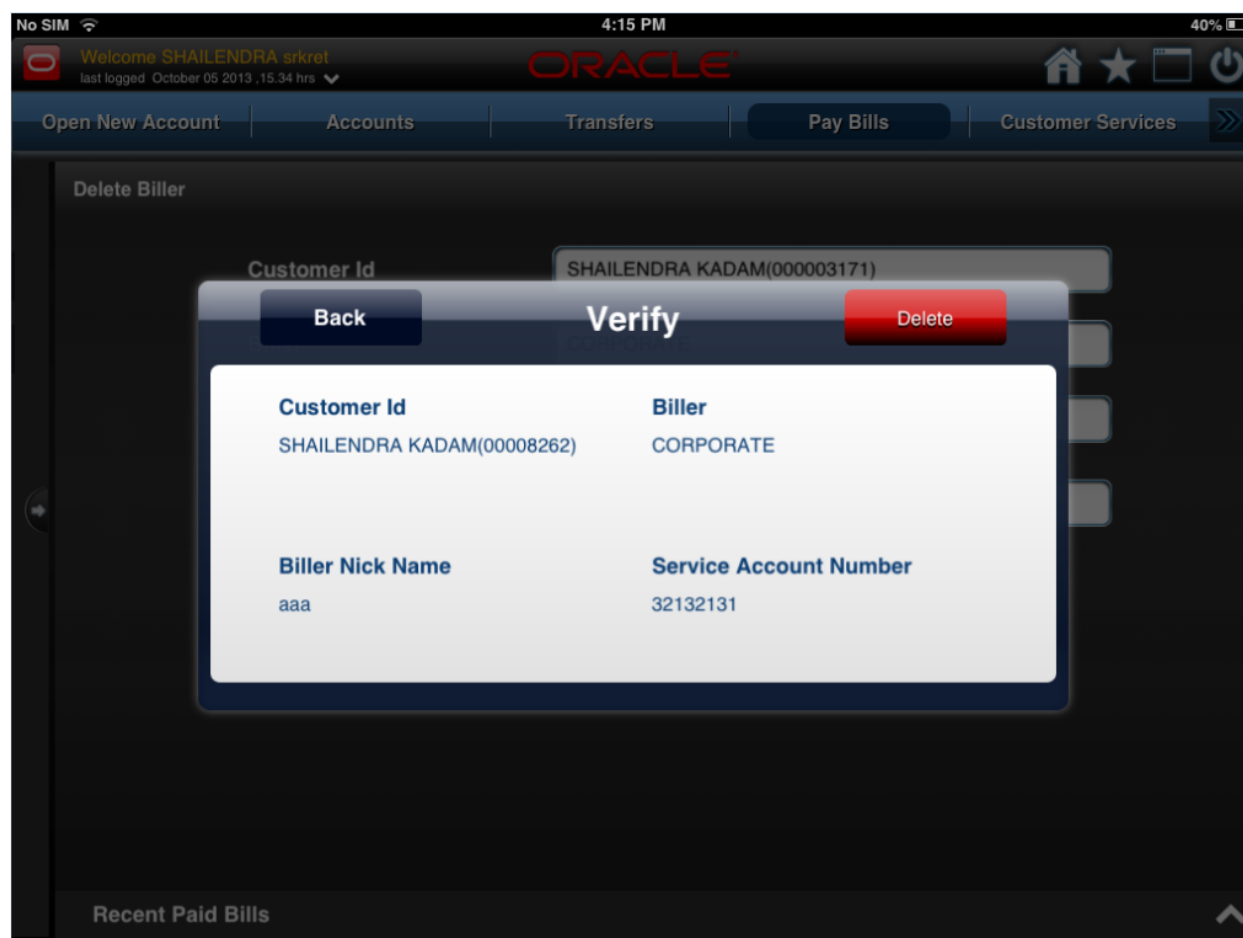 No SIM 4:15 PM 40%
Welcome SHAILENDRA srkret
last logged October 05 2013 ,15.34 hrs
ORACLE
Open New Account Accounts Transfers Pay Bills Customer Services
Delete Biller
Customer Id SHAILENDRA KADAM(000003171)
Back Verify Delete
CORPORATE
Customer Id Biller
SHAILENDRA KADAM(00008262) CORPORATE
Biller Nick Name Service Account Number
aaa 32132131
Recent Paid Bills